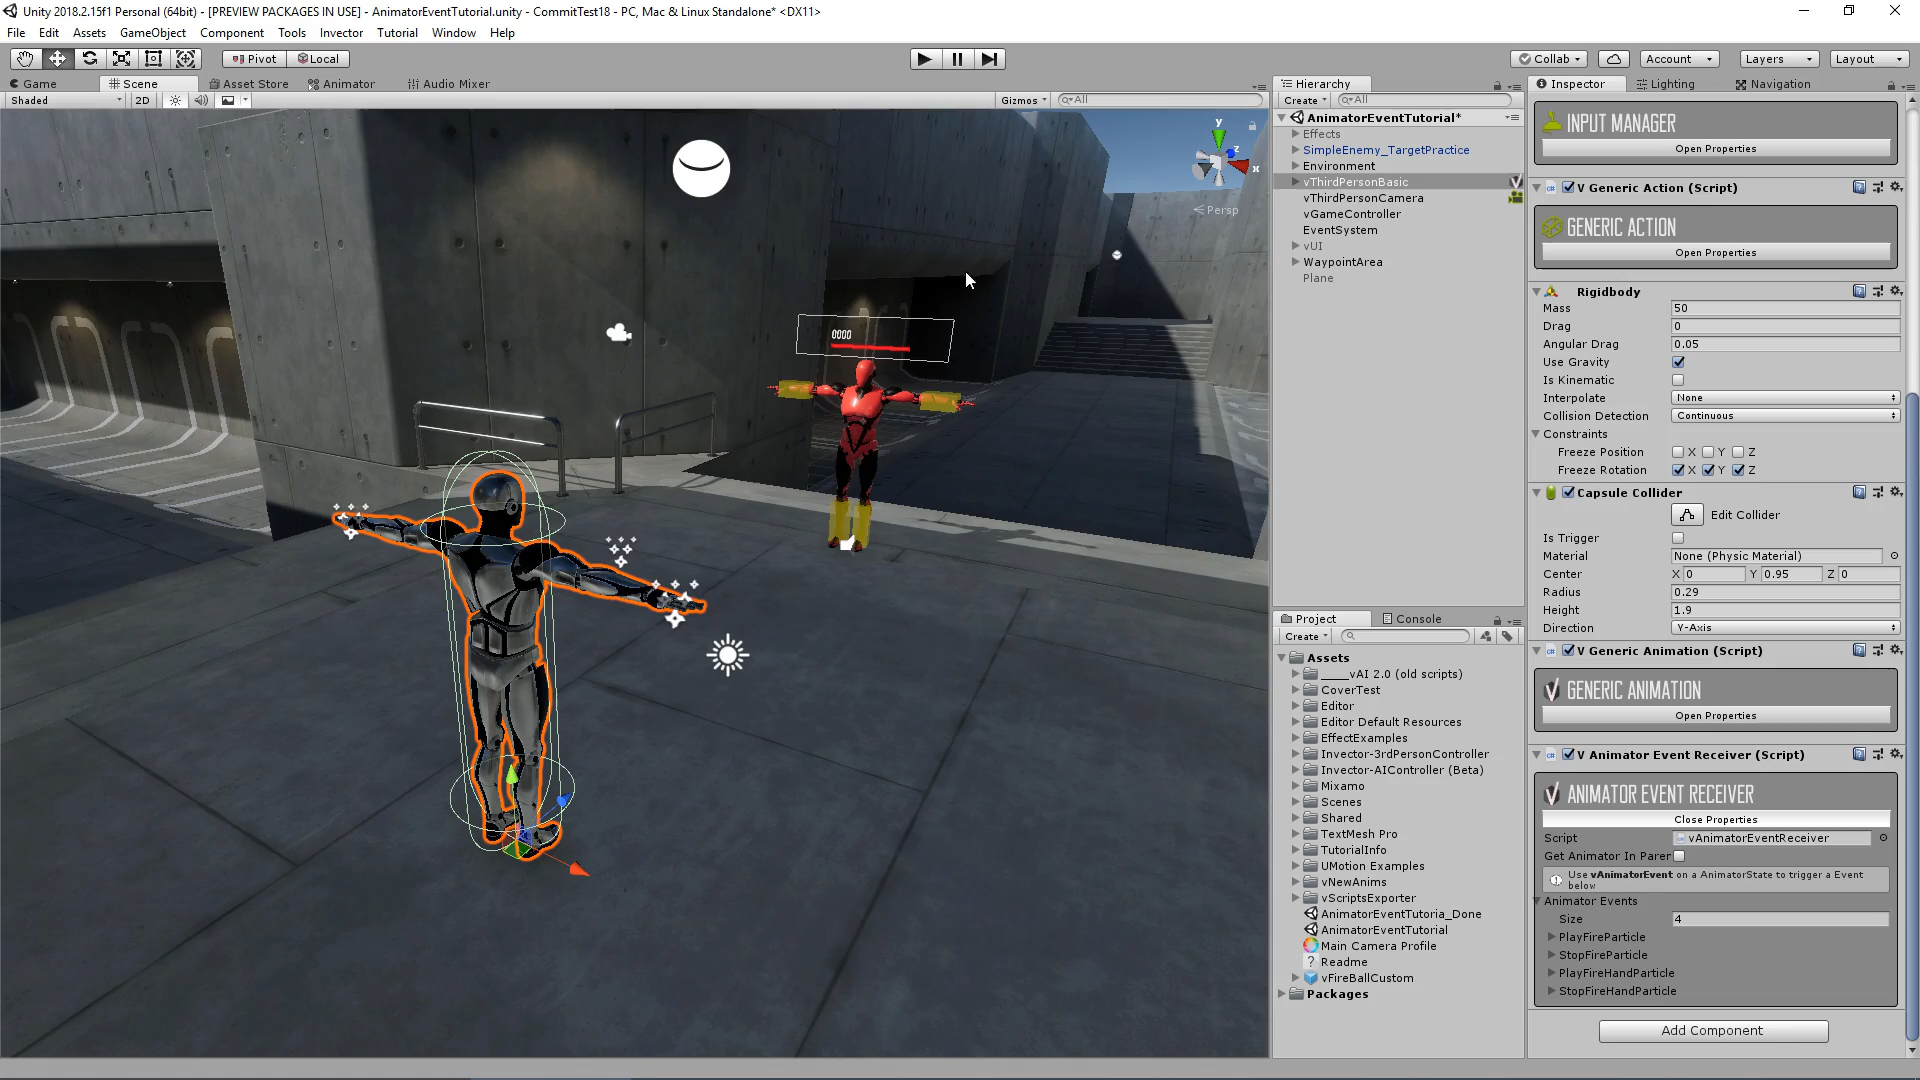 Unity 2018.2.15f1 Personal (64bit) - [PREVIEW PACKAGES IN USE] - AnimatorEventTutorial.unity - CommitTest18 - PC, Mac & Linux Standalone* <DX11>
File Edit Assets GameObject Component Tools Invector Tutorial Window Help
Pivot Local Collab Account Layers Layout
Game Scene Asset Store Animator Audio Mixer
Shaded 2D Gizmos All
y
z
x
Persp
0000
Hierarchy
Create All
AnimatorEventTutorial*
Effects
SimpleEnemy_TargetPractice
Environment
vThirdPersonBasic
vThirdPersonCamera
vGameController
EventSystem
vUI
WaypointArea
Plane
Project Console
Create
Assets
_____vAI 2.0 (old scripts)
CoverTest
Editor
Editor Default Resources
EffectExamples
Invector-3rdPersonController
Invector-AIController (Beta)
Mixamo
Scenes
Shared
TextMesh Pro
TutorialInfo
UMotion Examples
vNewAnims
vScriptsExporter
AnimatorEventTutoria_Done
AnimatorEventTutorial
Main Camera Profile
Readme
vFireBallCustom
Packages
Inspector Lighting Navigation
INPUT MANAGER
Open Properties
V Generic Action (Script)
GENERIC ACTION
Open Properties
Rigidbody
Mass 50
Drag 0
Angular Drag 0.05
Use Gravity
Is Kinematic
Interpolate None
Collision Detection Continuous
Constraints
Freeze Position X Y Z
Freeze Rotation X Y Z
Capsule Collider
Edit Collider
Is Trigger
Material None (Physic Material)
Center X 0 Y 0.95 Z 0
Radius 0.29
Height 1.9
Direction Y-Axis
V Generic Animation (Script)
GENERIC ANIMATION
Open Properties
V Animator Event Receiver (Script)
ANIMATOR EVENT RECEIVER
Close Properties
Script vAnimatorEventReceiver
Get Animator In Parer
Use vAnimatorEvent on a AnimatorState to trigger a Event
below
Animator Events
Size 4
PlayFireParticle
StopFireParticle
PlayFireHandParticle
StopFireHandParticle
Add Component